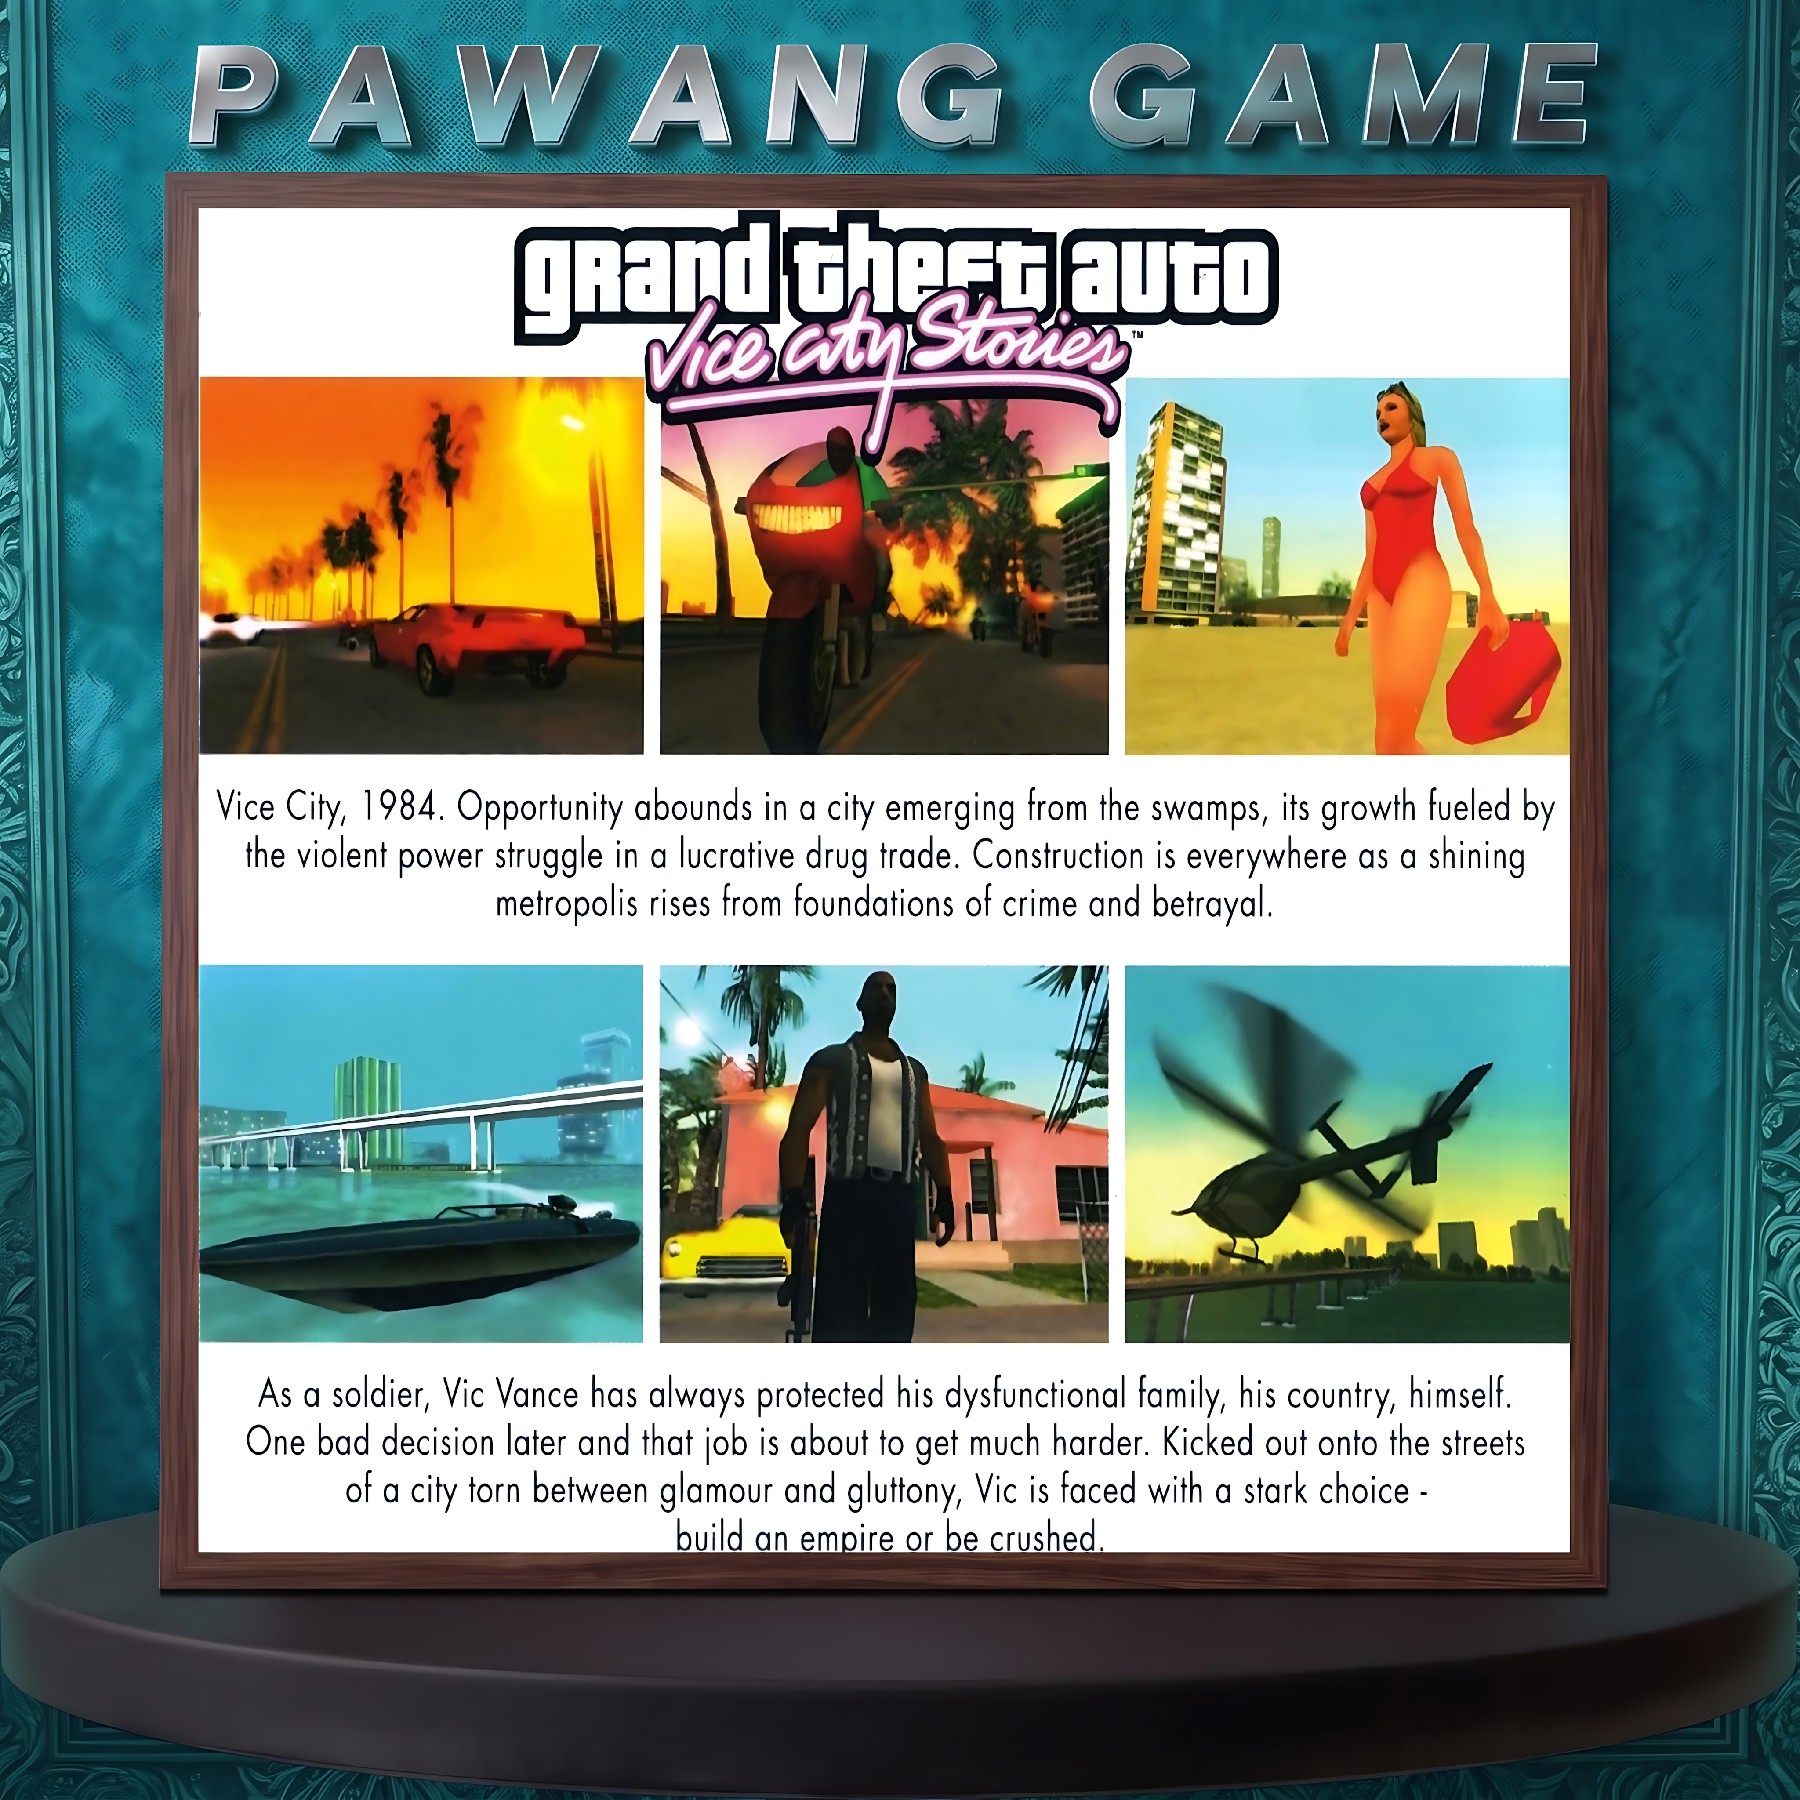 PAWANG GAME
grand theft auto
Vice City Stories™
Vice City, 1984. Opportunity abounds in a city emerging from the swamps, its growth fueled by
the violent power struggle in a lucrative drug trade. Construction is everywhere as a shining
metropolis rises from foundations of crime and betrayal.
As a soldier, Vic Vance has always protected his dysfunctional family, his country, himself.
One bad decision later and that job is about to get much harder. Kicked out onto the streets
of a city torn between glamour and gluttony, Vic is faced with a stark choice -
build an empire or be crushed.